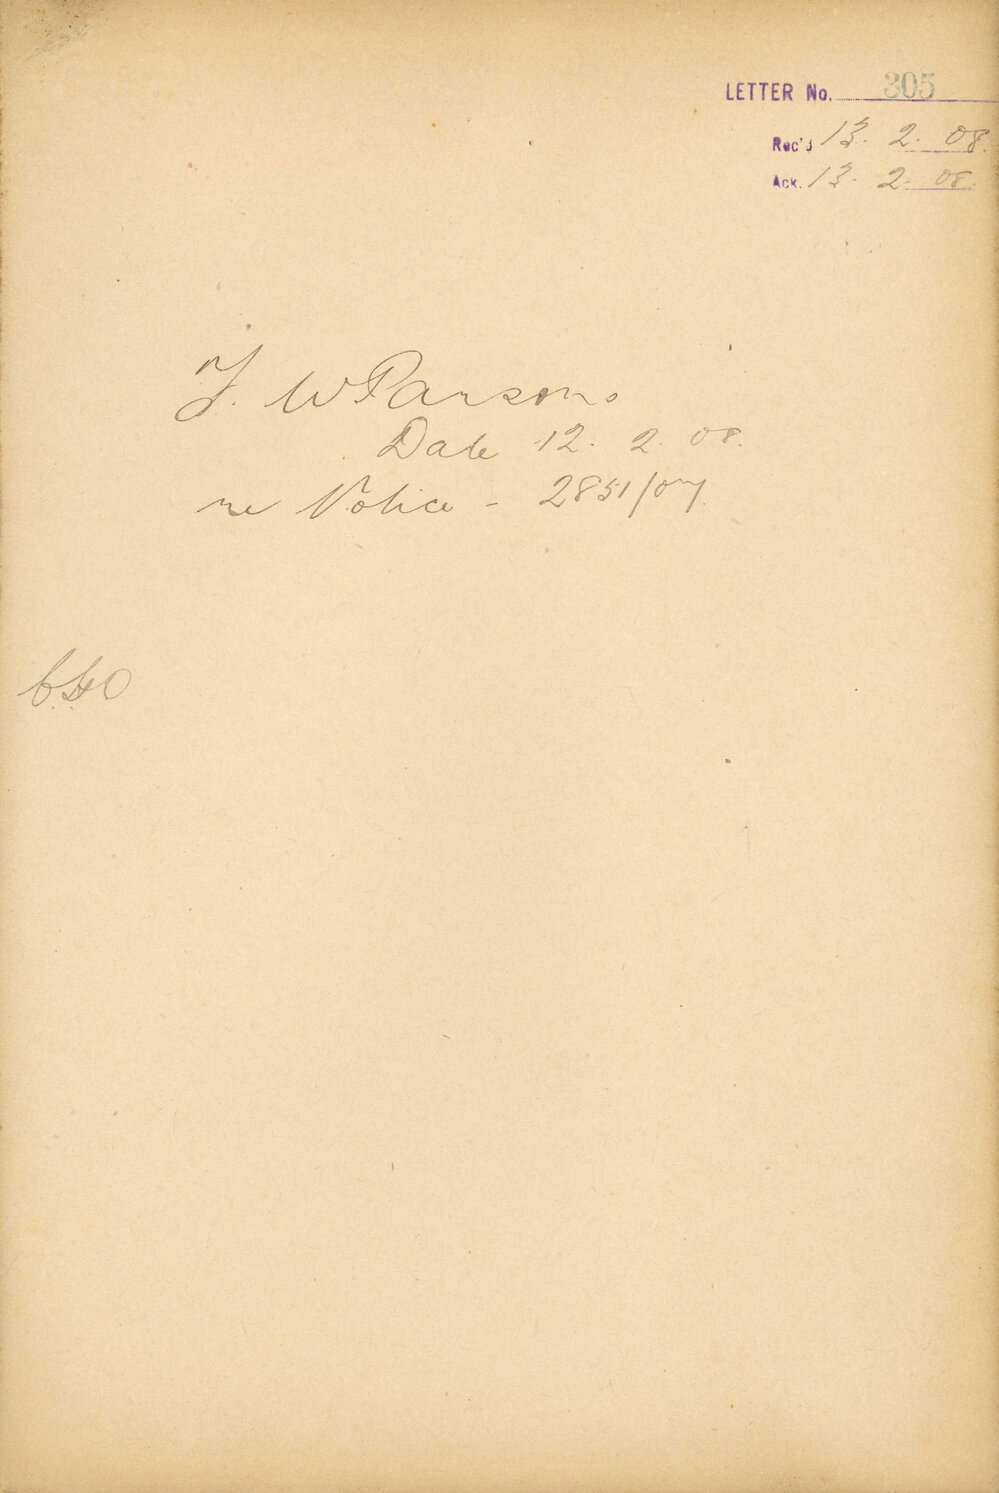 LETTER No. 305
Rec'd 13. 2. 08.
Ack. 13. 2. 08.
J. W Parsons
Date 12. 2. 08.
re Notice - 2851/07